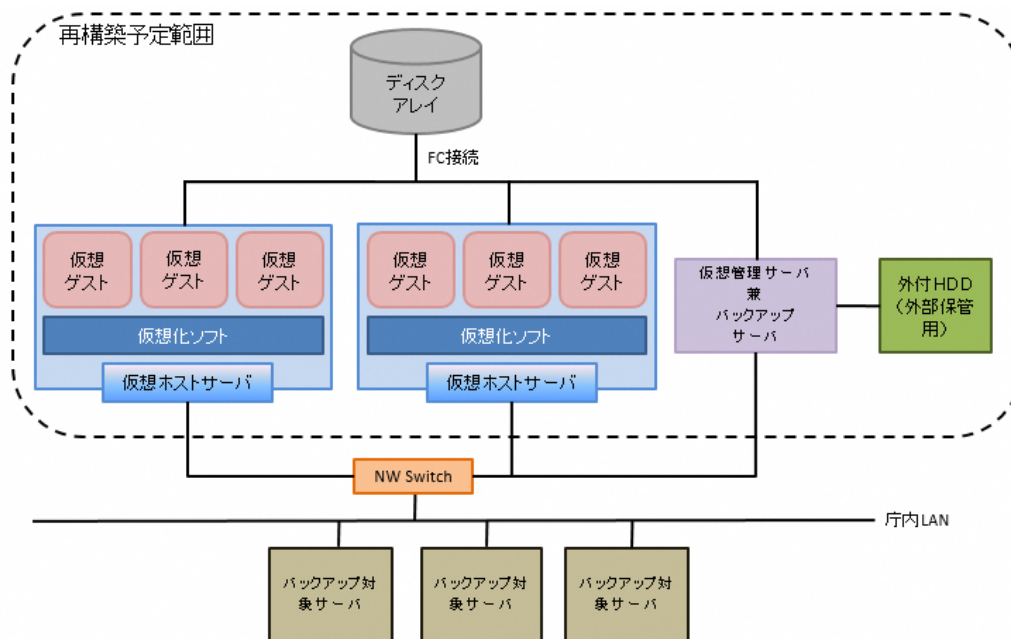 再構築予定範囲
ディスク
アレイ
FC接続
仮想
ゲスト
仮想
ゲスト
仮想
ゲスト
仮想化ソフト
仮想ホストサーバ
仮想
ゲスト
仮想
ゲスト
仮想
ゲスト
仮想化ソフト
仮想ホストサーバ
仮想管理サーバ
兼
バックアップ
サーバ
外付HDD
(外部保管
用)
NW Switch
庁内LAN
バックアップ対
象サーバ
バックアップ対
象サーバ
バックアップ対
象サーバ